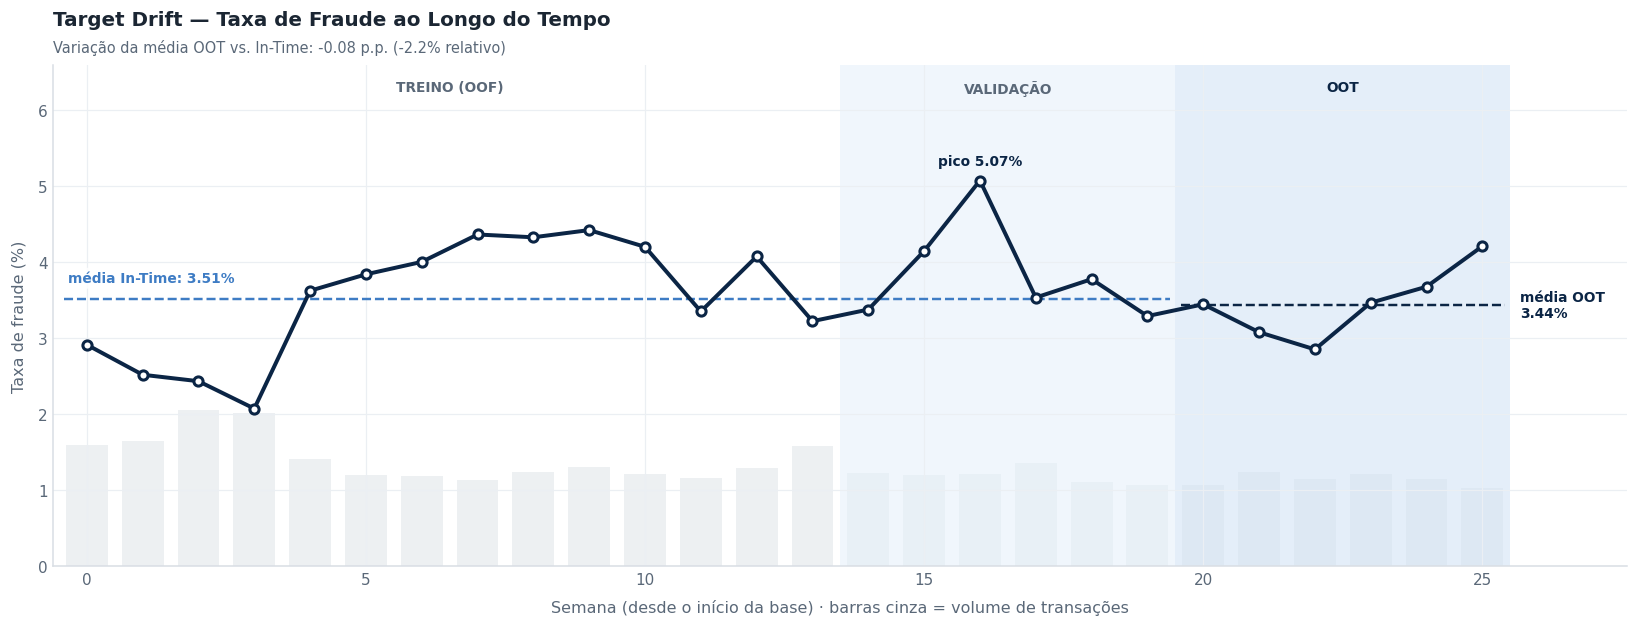 Target Drift — Taxa de Fraude ao Longo do Tempo
Variação da média OOT vs. In-Time: -0.08 p.p. (-2.2% relativo)
TREINO (OOF)
VALIDAÇÃO
OOT
pico 5.07%
média In-Time: 3.51%
média OOT
3.44%
Taxa de fraude (%)
6
5
4
3
2
1
0
0
5
10
15
20
25
Semana (desde o início da base) · barras cinza = volume de transações